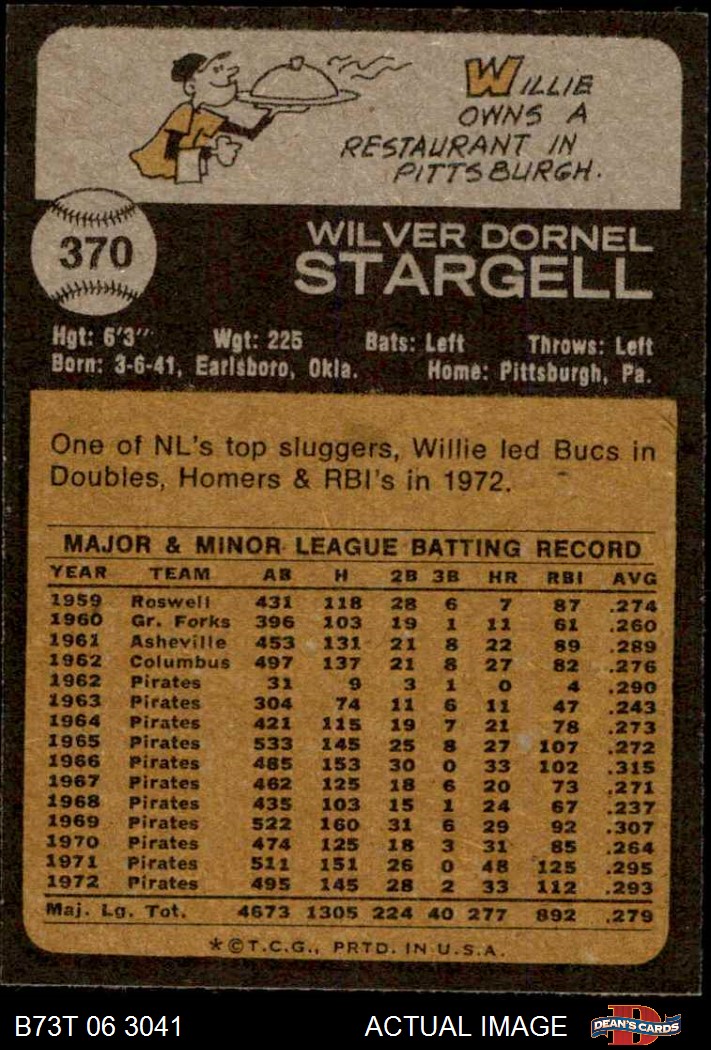 WILLIE
OWNS A
RESTAURANT IN
PITTSBURGH.
370
WILVER DORNEL
STARGELL
Hgt: 6'3" Wgt: 225 Bats: Left Throws: Left
Born: 3-6-41, Earlsboro, Okla. Home: Pittsburgh, Pa.
One of NL's top sluggers, Willie led Bucs in
Doubles, Homers & RBI's in 1972.
MAJOR & MINOR LEAGUE BATTING RECORD
YEAR TEAM AB H 2B 3B HR RBI AVG
1959 Roswell 431 118 28 6 7 87 .274
1960 Gr. Forks 396 103 19 1 11 61 .260
1961 Asheville 453 131 21 8 22 89 .289
1962 Columbus 497 137 21 8 27 82 .276
1962 Pirates 31 9 3 1 0 4 .290
1963 Pirates 304 74 11 6 11 47 .243
1964 Pirates 421 115 19 7 21 78 .273
1965 Pirates 533 145 25 8 27 107 .272
1966 Pirates 485 153 30 0 33 102 .315
1967 Pirates 462 125 18 6 20 73 .271
1968 Pirates 435 103 15 1 24 67 .237
1969 Pirates 522 160 31 6 29 92 .307
1970 Pirates 474 125 18 3 31 85 .264
1971 Pirates 511 151 26 0 48 125 .295
1972 Pirates 495 145 28 2 33 112 .293
Maj. Lg. Tot. 4673 1305 224 40 277 892 .279
*©T.C.G., PRTD. IN U.S.A.
B73T 06 3041 ACTUAL IMAGE D DEAN'S CARDS